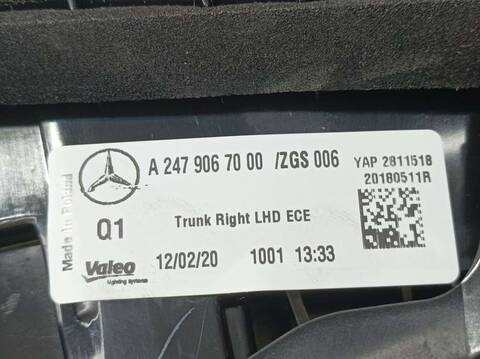 A 247 906 70 00 /ZGS 006
YAP 2811518
20180511R
Q1
Trunk Right LHD ECE
Valeo
Lighting systems
12/02/20 1001 13:33
Made in Poland